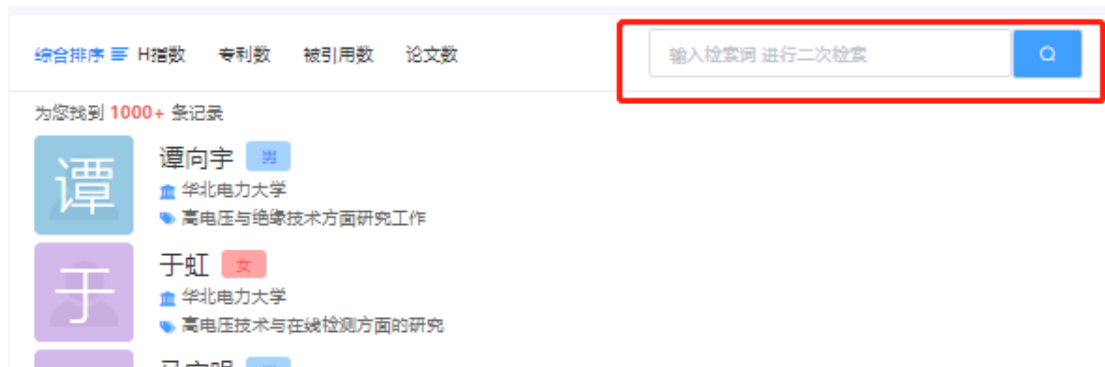 综合排序 H指数 专利数 被引用数 论文数 输入检索词 进行二次检索
为您找到 1000+ 条记录
谭
谭向宇 男
华北电力大学
高电压与绝缘技术方面研究工作
于
于虹 女
华北电力大学
高电压技术与在线检测方面的研究